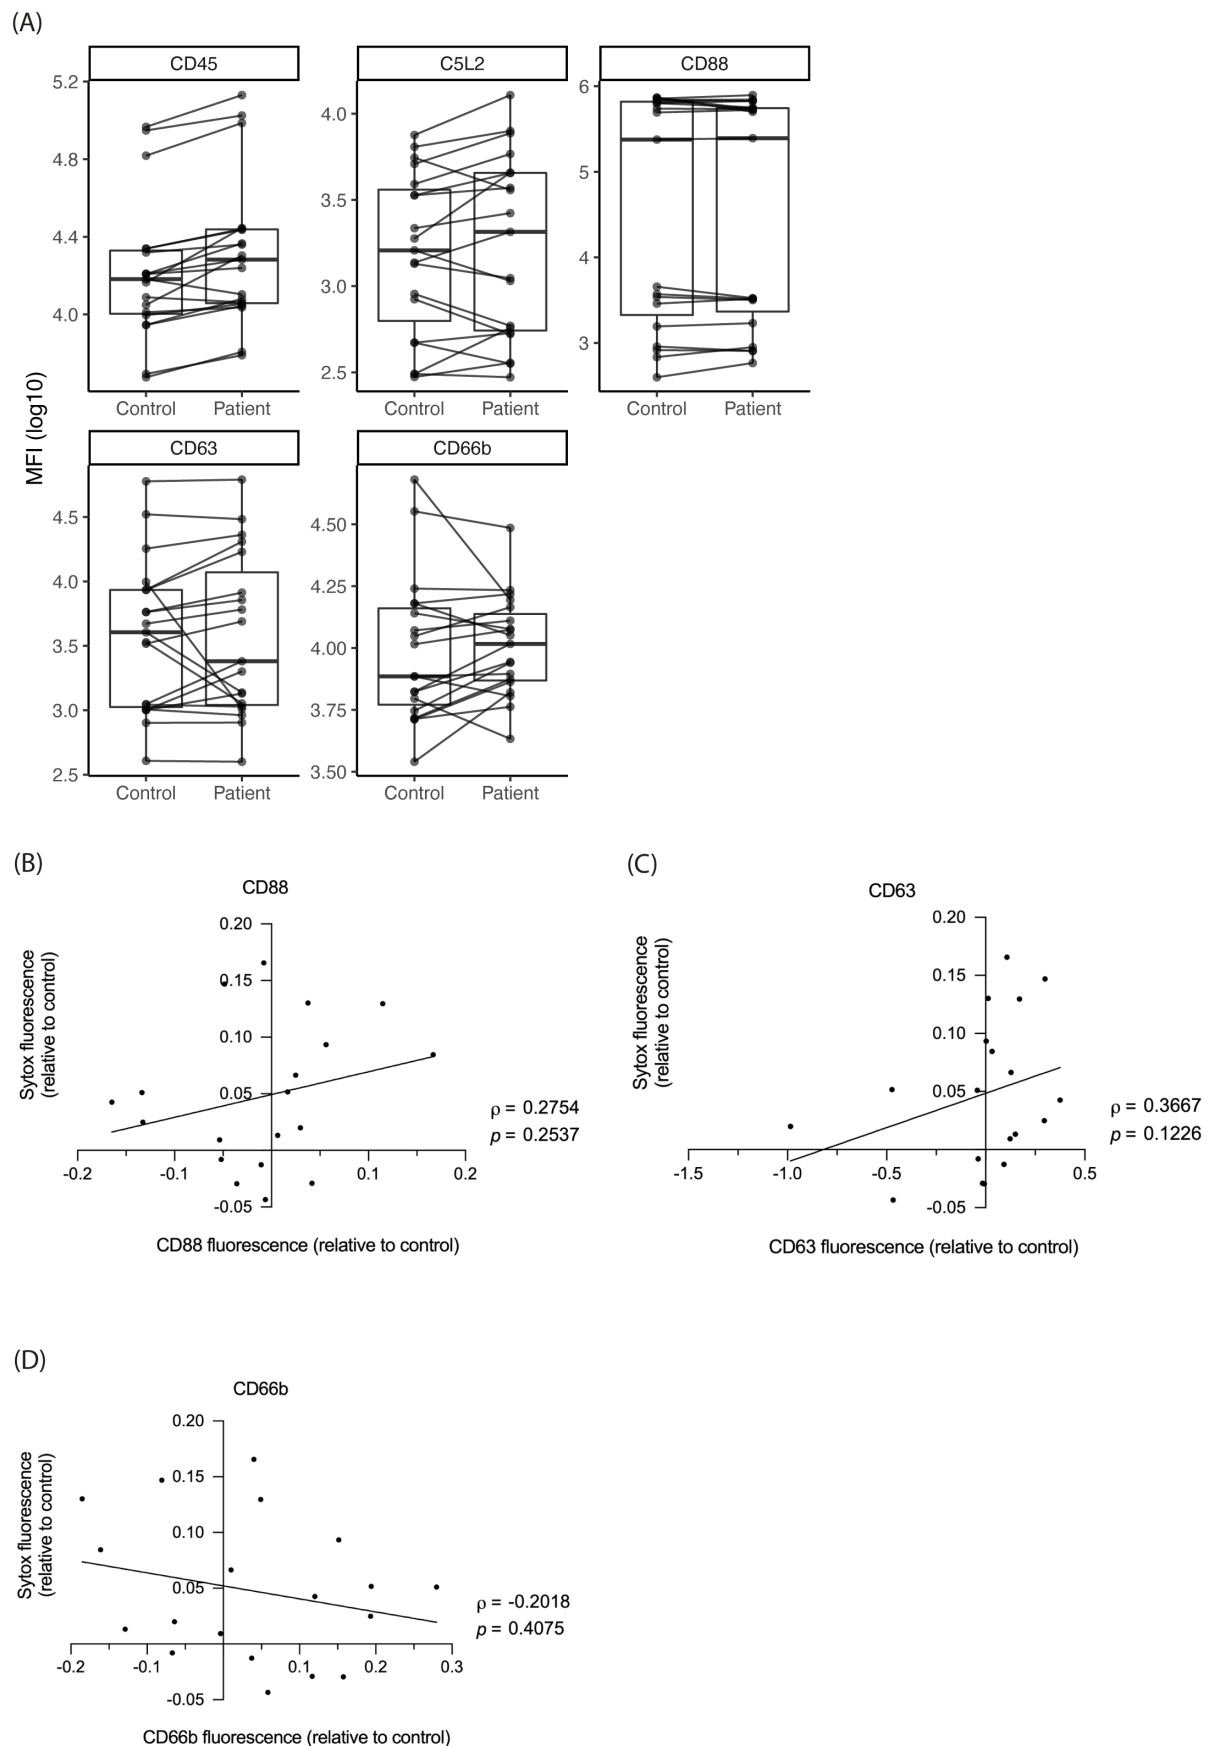 (A)
CD45
C5L2
CD88
5.2
4.8
4.4
4.0
4.0
3.5
3.0
2.5
6
5
4
3
Control
Patient
Control
Patient
Control
Patient
MFI (log10)
CD63
CD66b
4.5
4.0
3.5
3.0
2.5
4.50
4.25
4.00
3.75
3.50
Control
Patient
Control
Patient
(B)
CD88
Sytox fluorescence
(relative to control)
0.20
0.15
0.10
0.05
-0.05
-0.2
-0.1
0.1
0.2
ρ = 0.2754
p = 0.2537
CD88 fluorescence (relative to control)
(C)
CD63
Sytox fluorescence
(relative to control)
0.20
0.15
0.10
0.05
-0.05
-1.5
-1.0
-0.5
0.5
ρ = 0.3667
p = 0.1226
CD63 fluorescence (relative to control)
(D)
CD66b
Sytox fluorescence
(relative to control)
0.20
0.15
0.10
0.05
-0.05
-0.2
-0.1
0.1
0.2
0.3
ρ = -0.2018
p = 0.4075
CD66b fluorescence (relative to control)